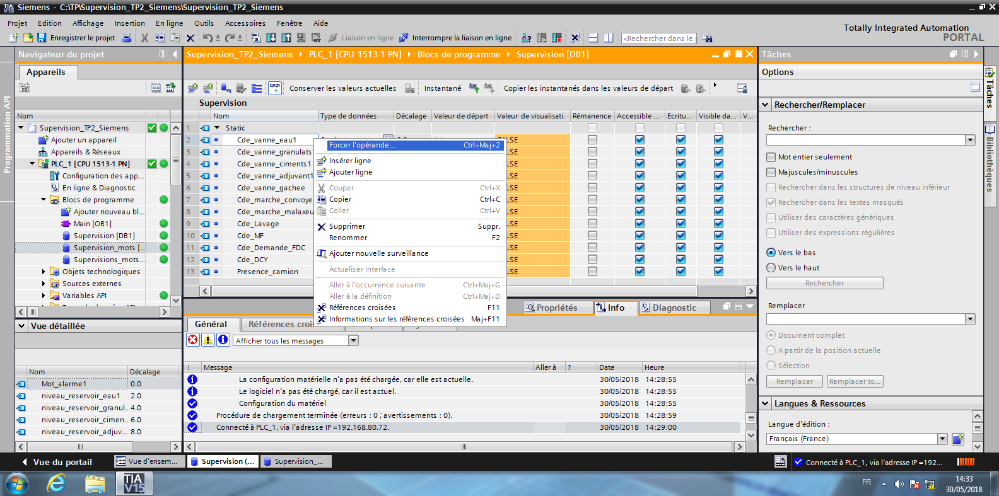 Siemens - C:\TP\Supervision_TP2_Siemens\Supervision_TP2_Siemens
Projet Edition Affichage Insertion En ligne Outils Accessoires Fenêtre Aide
Totally Integrated Automation
PORTAL
Enregistrer le projet
Liaison en ligne
Interrompre la liaison en ligne
<Rechercher dans le p
Navigateur du projet
Appareils
Programmation API
Nom
Supervision_TP2_Siemens
Ajouter un appareil
Appareils & Réseaux
PLC_1 [CPU 1513-1 PN]
Configuration des app...
En ligne & Diagnostic
Blocs de programme
Ajouter nouveau bl...
Main [OB1]
Supervision [DB1]
Supervision_mots [...
Supervisions_mots...
Objets technologiques
Sources externes
Variables API
Vue détaillée
Nom Décalage
Mot_alarme1 0.0
niveau_reservoir_eau1 2.0
niveau_reservoir_granul.. 4.0
niveau_reservoir_cimen.. 6.0
niveau_reservoir_adjuv... 8.0
Supervision_TP2_Siemens PLC_1 [CPU 1513-1 PN] Blocs de programme Supervision [DB1]
Conserver les valeurs actuelles Instantané Copier les instantanés dans les valeurs de départ
Supervision
Nom Type de données Décalage Valeur de départ Valeur de visualisati. Rémanence Accessible ... Ecritu... Visible da... V...
1 Static
2 Cde_vanne_eau1
3 Cde_vanne_granulats1 LSE
4 Cde_vanne_ciments1 LSE
5 Cde_vanne_adjuvant1 LSE
6 Cde_vanne_gachee LSE
7 Cde_marche_convoye LSE
8 Cde_marche_malaxeu LSE
9 Cde_Lavage LSE
10 Cde_MF LSE
11 Cde_Demande_FDC LSE
12 Cde_DCY LSE
13 Presence_camion LSE
Forcer l'opérande... Ctrl+Maj+2
Insérer ligne
Ajouter ligne
Couper Ctrl+X
Copier Ctrl+C
Coller Ctrl+V
Supprimer Suppr.
Renommer F2
Ajouter nouvelle surveillance
Actualiser interface
Aller à l'occurrence suivante Ctrl+Maj+G
Aller à la définition Ctrl+Maj+D
Références croisées F11
Informations sur les références croisées Maj+F11
Propriétés Info Diagnostic
Général Références crois
Afficher tous les messages
! Message Aller à ? Date Heure
La configuration matérielle n'a pas été chargée, car elle est actuelle. 30/05/2018 14:28:55
Le logiciel n'a pas été chargé, car il est actuel. 30/05/2018 14:28:55
Configuration du matériel 30/05/2018 14:28:55
Procédure de chargement terminée (erreurs : 0 ; avertissements : 0). 30/05/2018 14:28:59
Connecté à PLC_1, via l'adresse IP =192.168.80.72. 30/05/2018 14:29:00
Tâches
Options
Rechercher/Remplacer
Rechercher :
Mot entier seulement
Majuscules/minuscules
Rechercher dans les structures de niveau inférieur
Rechercher dans les textes masqués
Utiliser des caractères génériques
Utiliser des expressions régulières
Vers le bas
Vers le haut
Rechercher
Remplacer
Document complet
A partir de la position actuelle
Sélection
Remplacer Remplacer to...
Langues & Ressources
Langue d'édition :
Français (France)
Tâches
Bibliothèques
Vue du portail Vue d'ensem... Supervision (... Supervision_...
Connecté à PLC_1, via l'adresse IP =192...
TIA V15
FR
14:33
30/05/2018